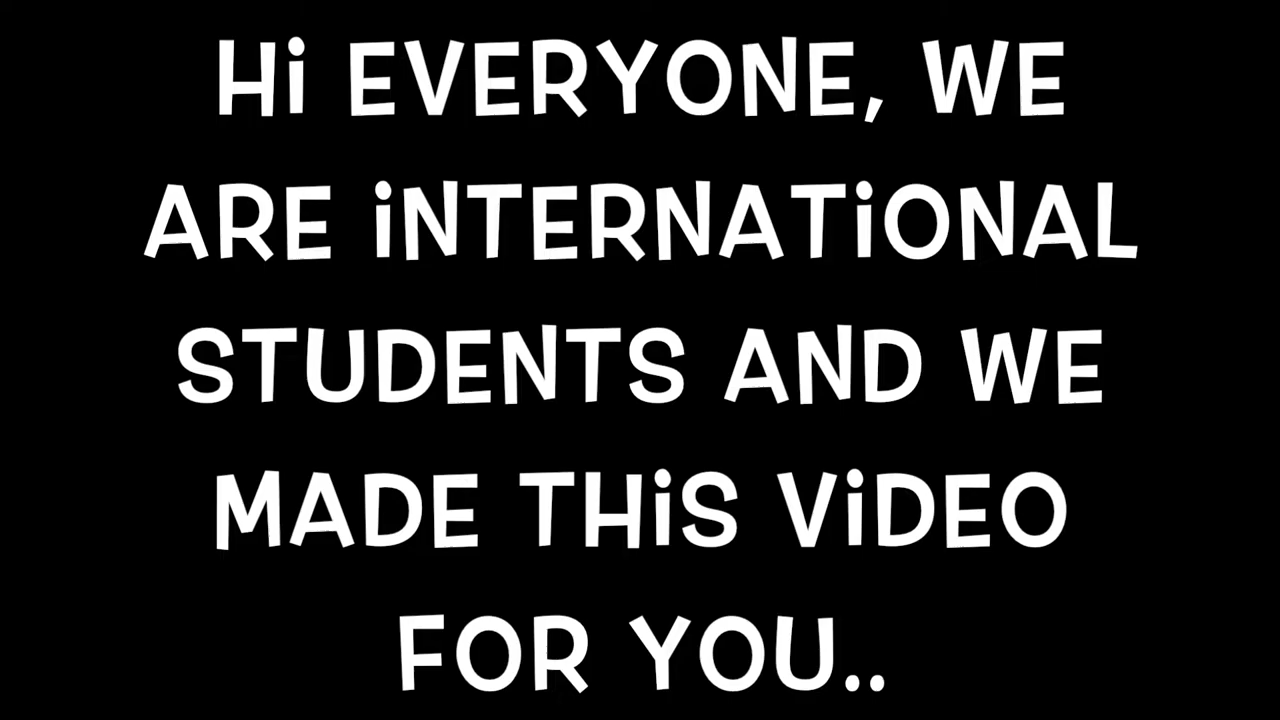 Hi EVERYONE, WE
ARE iNTERNATiONAL
STUDENTS AND WE
MADE THiS ViDEO
FOR YOU..